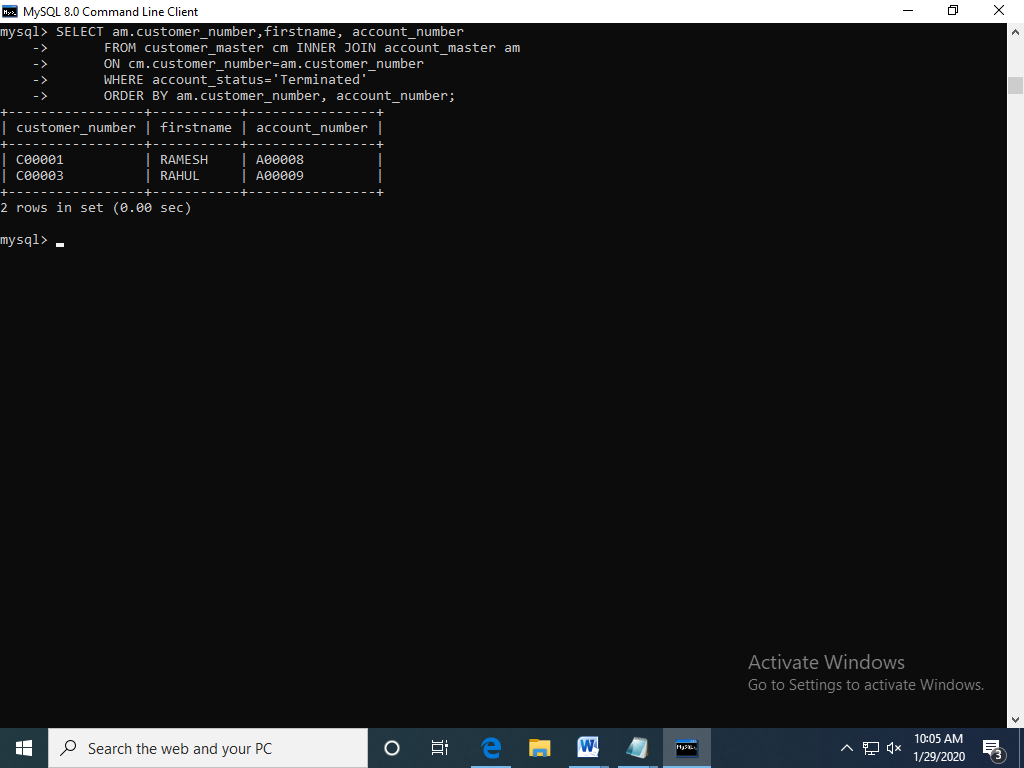 MySQL 8.0 Command Line Client
mysql> SELECT am.customer_number,firstname, account_number
    ->       FROM customer_master cm INNER JOIN account_master am
    ->       ON cm.customer_number=am.customer_number
    ->       WHERE account_status='Terminated'
    ->       ORDER BY am.customer_number, account_number;
+-----------------+-----------+----------------+
| customer_number | firstname | account_number |
+-----------------+-----------+----------------+
| C00001          | RAMESH    | A00008         |
| C00003          | RAHUL     | A00009         |
+-----------------+-----------+----------------+
2 rows in set (0.00 sec)
mysql>
Activate Windows
Go to Settings to activate Windows.
Search the web and your PC
10:05 AM
1/29/2020
3